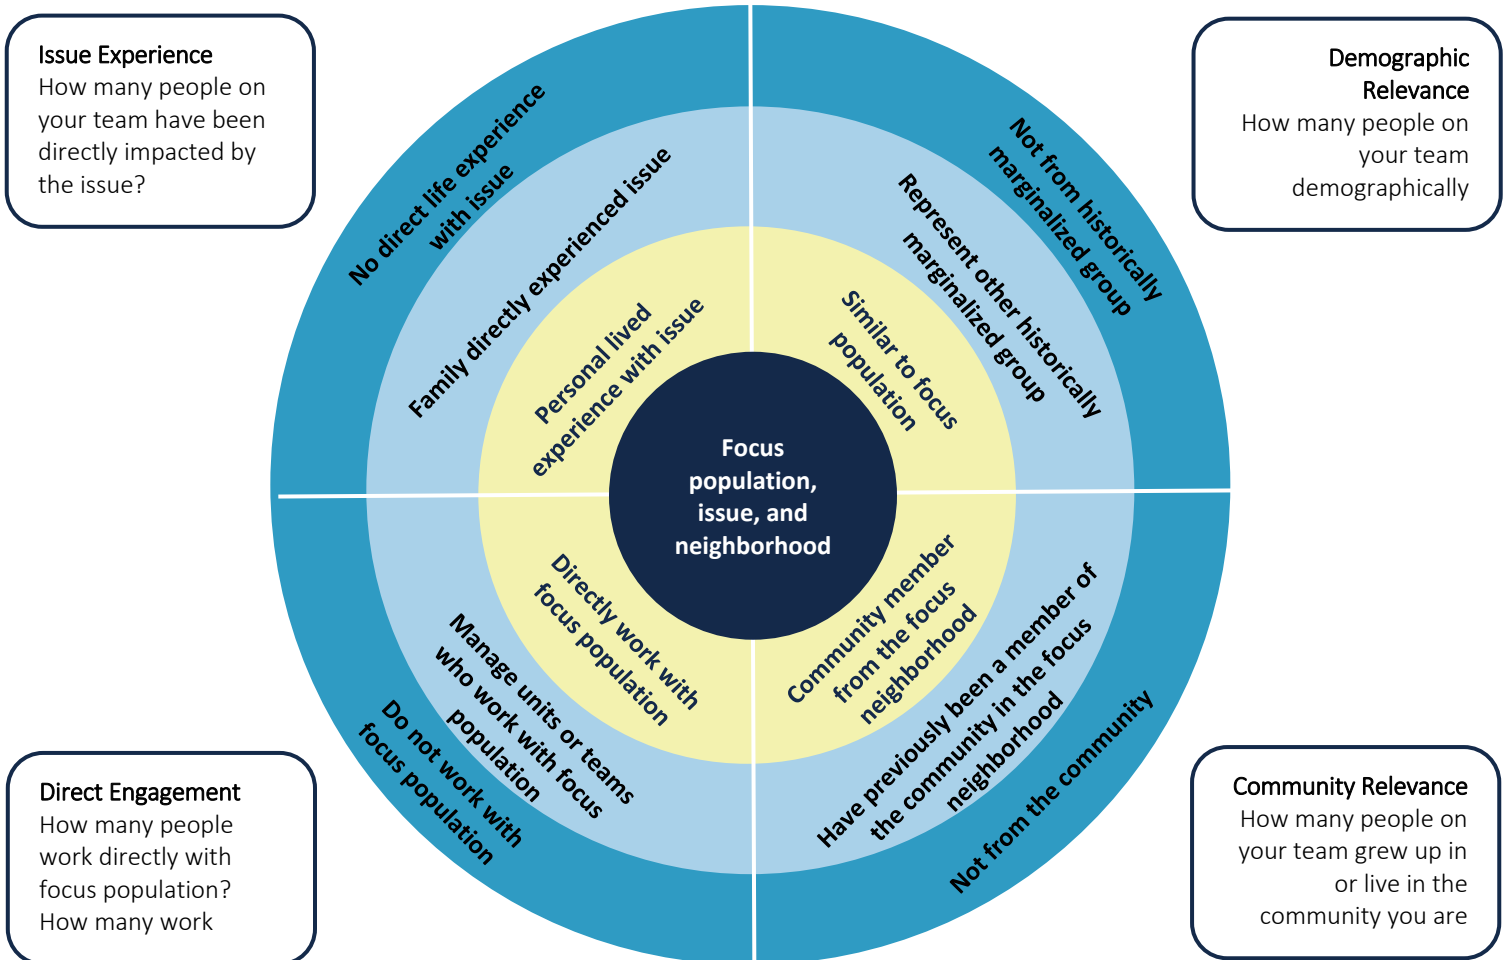 Issue Experience
How many people on
your team have been
directly impacted by
the issue?
Demographic
Relevance
How many people on
your team
demographically
No direct life experience
with issue
Family directly experienced issue
Personal lived
experience with issue
Not from historically
marginalized group
Represent other historically
marginalized group
Similar to focus
population
Focus
population,
issue, and
neighborhood
Directly work with
focus population
Manage units or teams
who work with focus
population
Do not work with
focus population
Community member
from the focus
neighborhood
Have previously been a member of
the community in the focus
neighborhood
Not from the community
Direct Engagement
How many people
work directly with
focus population?
How many work
Community Relevance
How many people on
your team grew up in
or live in the
community you are